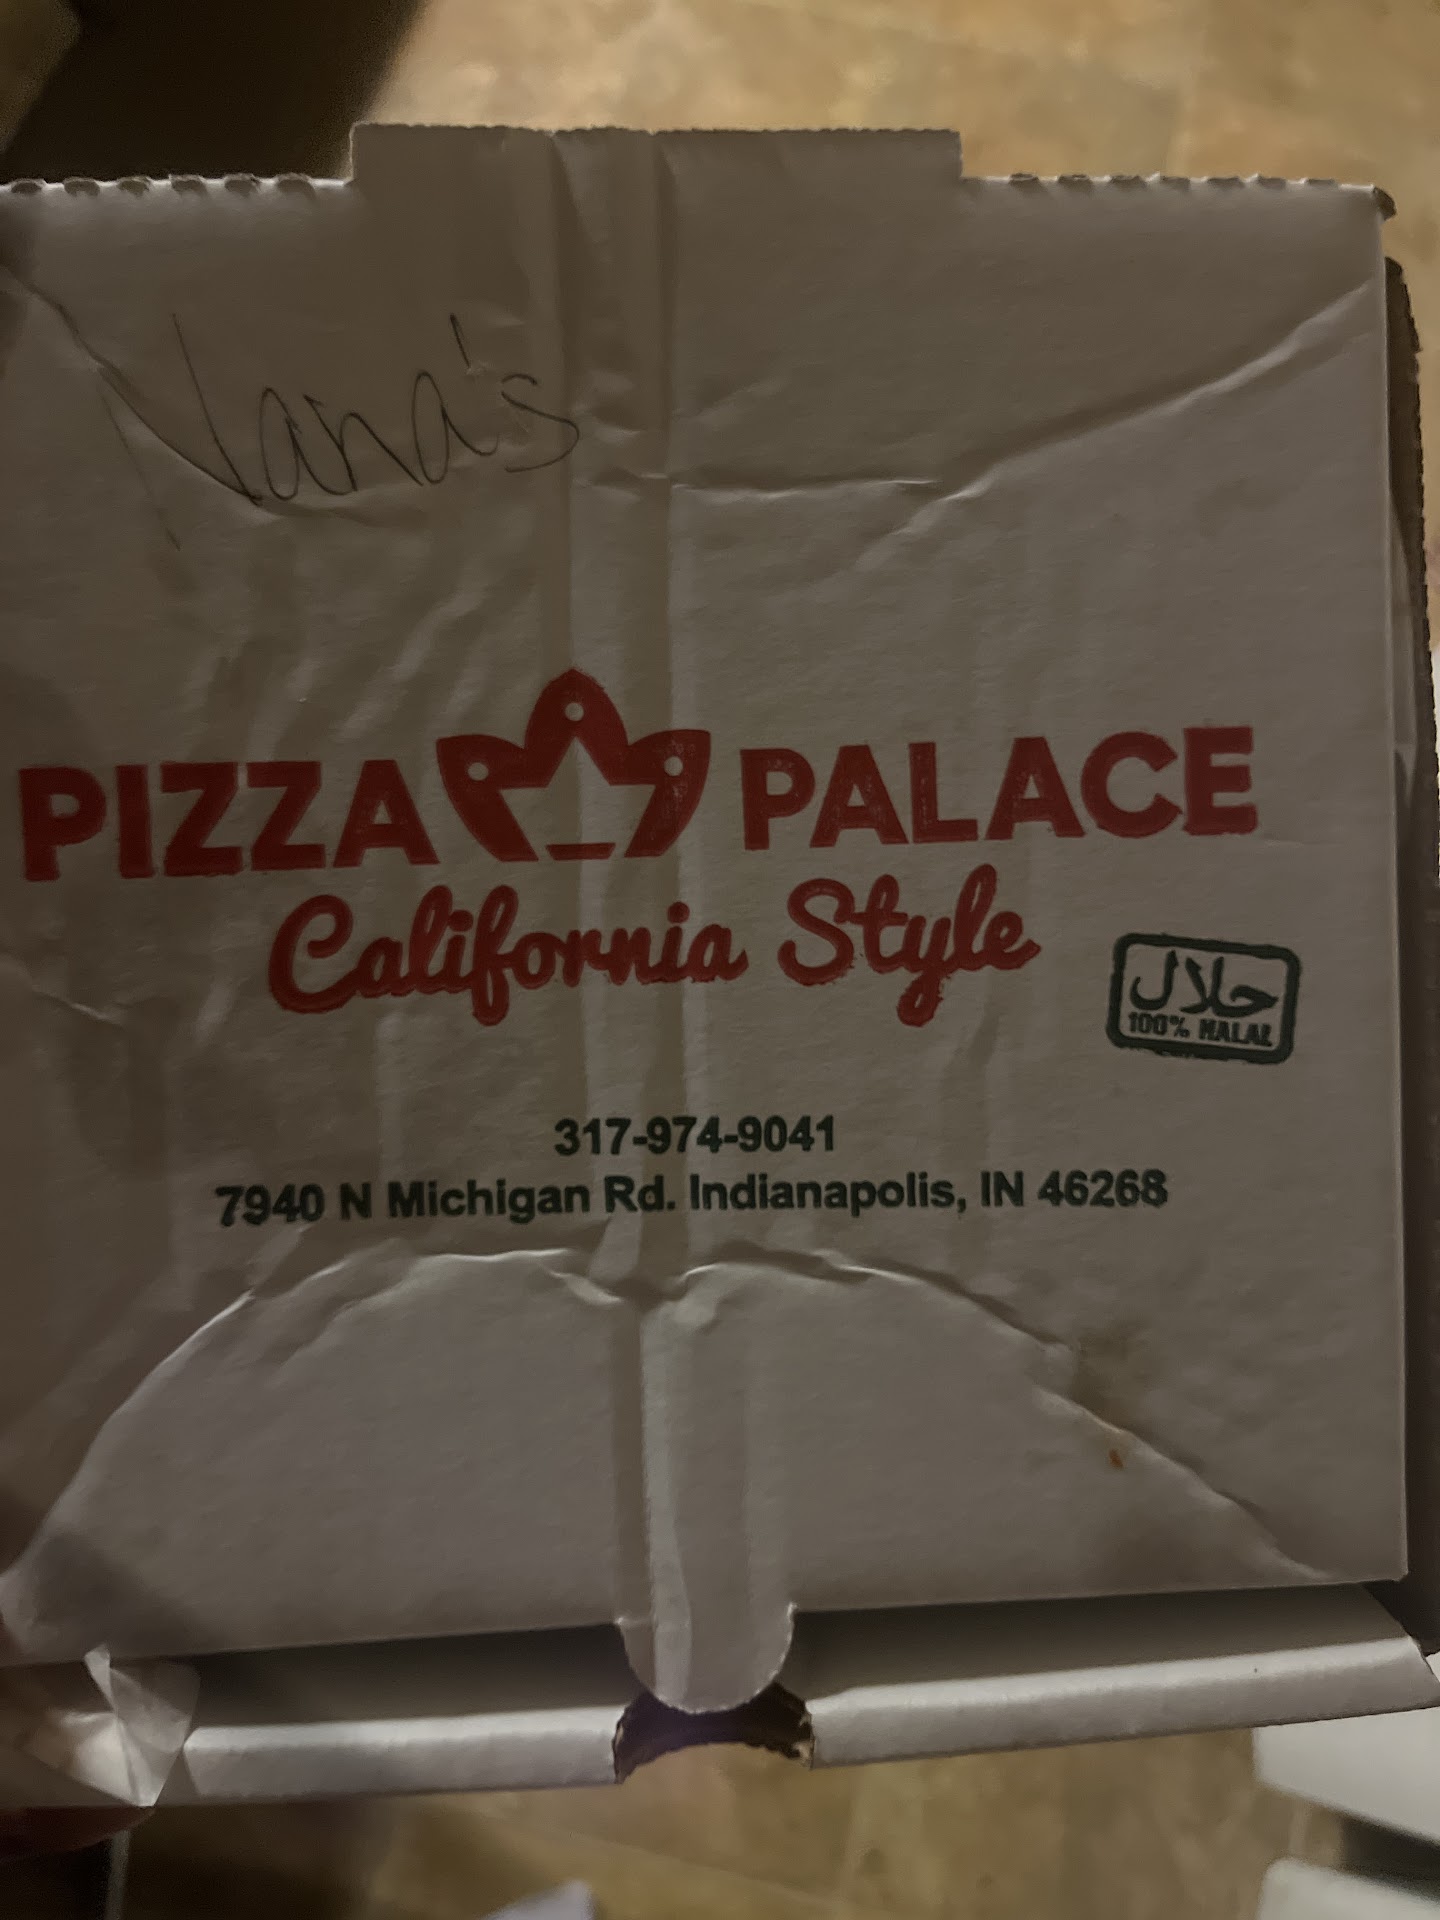 Nana's
PIZZA PALACE
California Style
حلال
100% HALAL
317-974-9041
7940 N Michigan Rd. Indianapolis, IN 46268